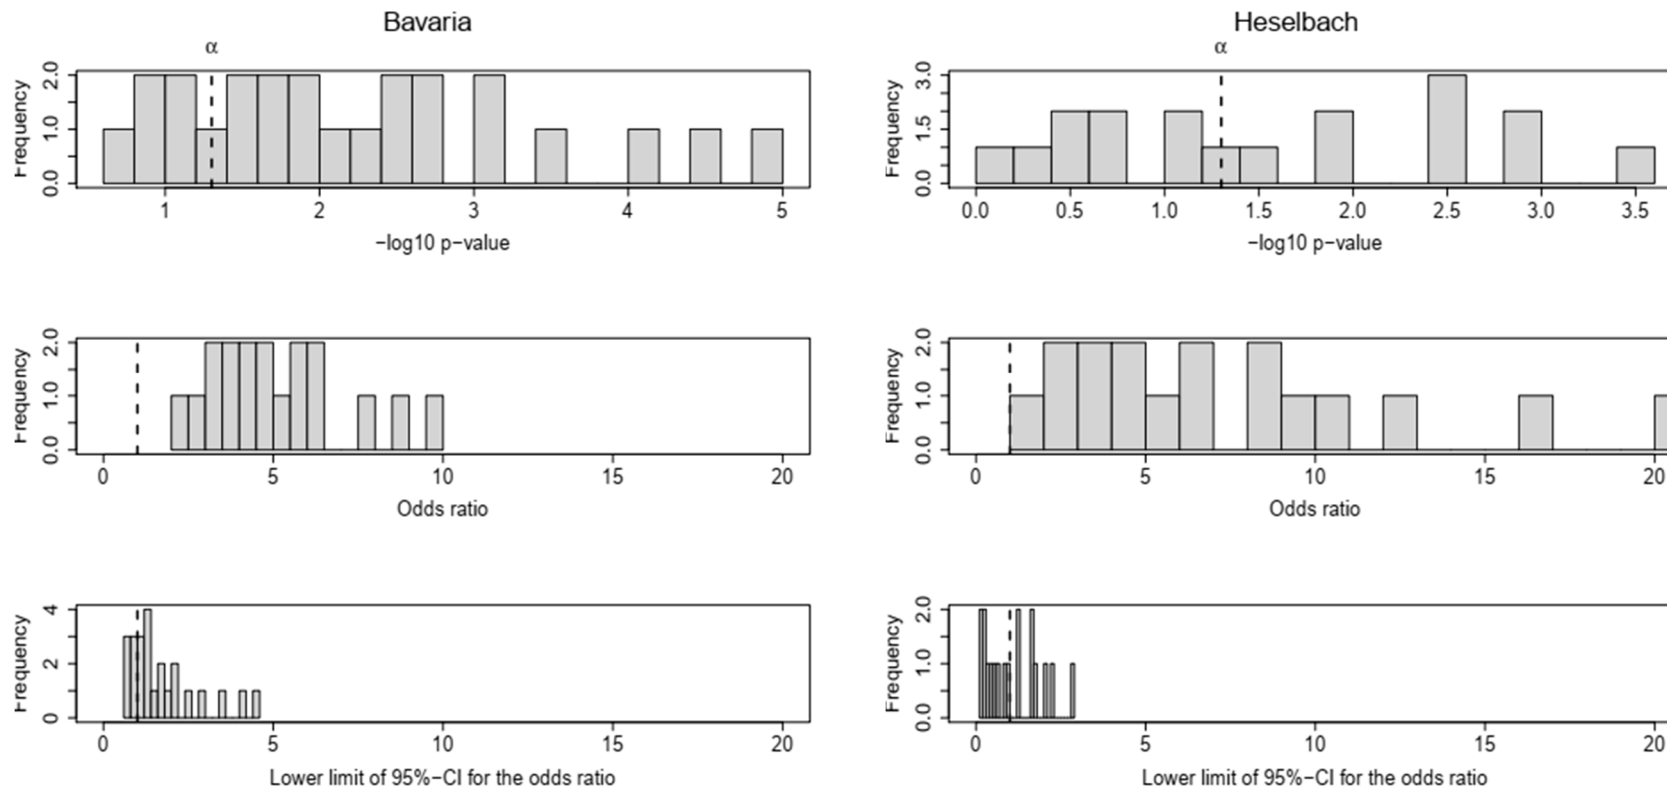 Bavaria
α
Frequency
0.0 1.0 2.0
1 2 3 4 5
−log10 p−value
Heselbach
α
Frequency
0.0 1.5 3.0
0.0 0.5 1.0 1.5 2.0 2.5 3.0 3.5
−log10 p−value
Frequency
0.0 1.0 2.0
0 5 10 15 20
Odds ratio
Frequency
0.0 1.0 2.0
0 5 10 15 20
Odds ratio
Frequency
0 2 4
0 5 10 15 20
Lower limit of 95%−CI for the odds ratio
Frequency
0.0 1.0 2.0
0 5 10 15 20
Lower limit of 95%−CI for the odds ratio